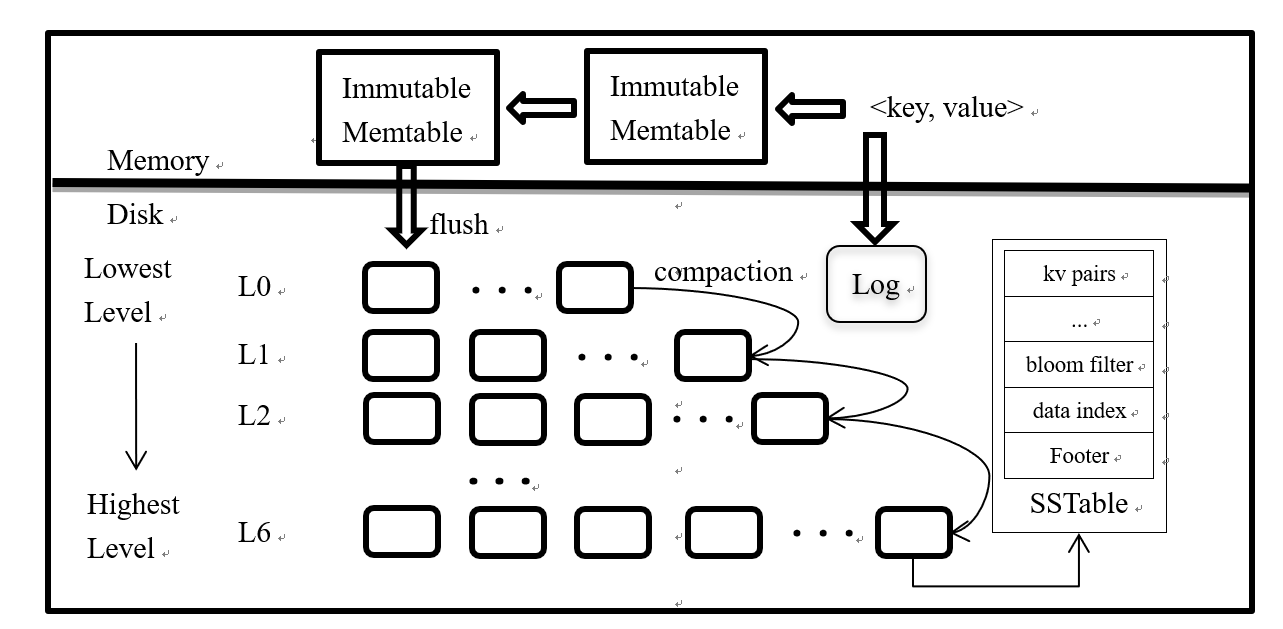 Immutable
Memtable
Immutable
Memtable
<key, value>
Memory
Disk
flush
Lowest
Level
L0
compaction
Log
kv pairs
...
bloom filter
data index
Footer
SSTable
L1
L2
Highest
Level
L6